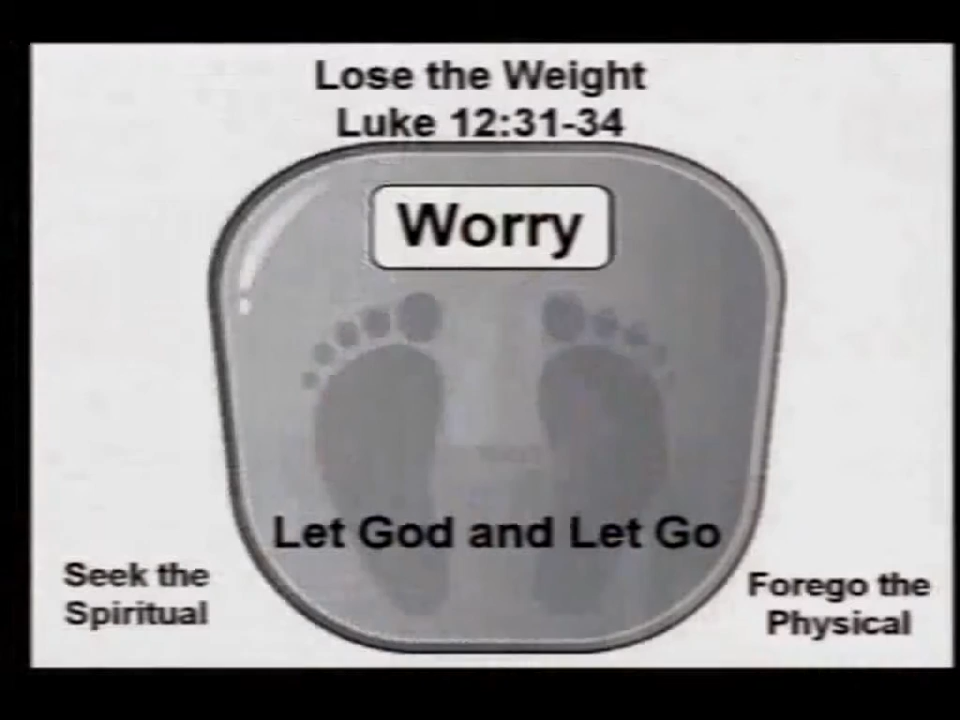 Lose the Weight
Luke 12:31-34
Worry
Let God and Let Go
Seek the
Spiritual
Forego the
Physical